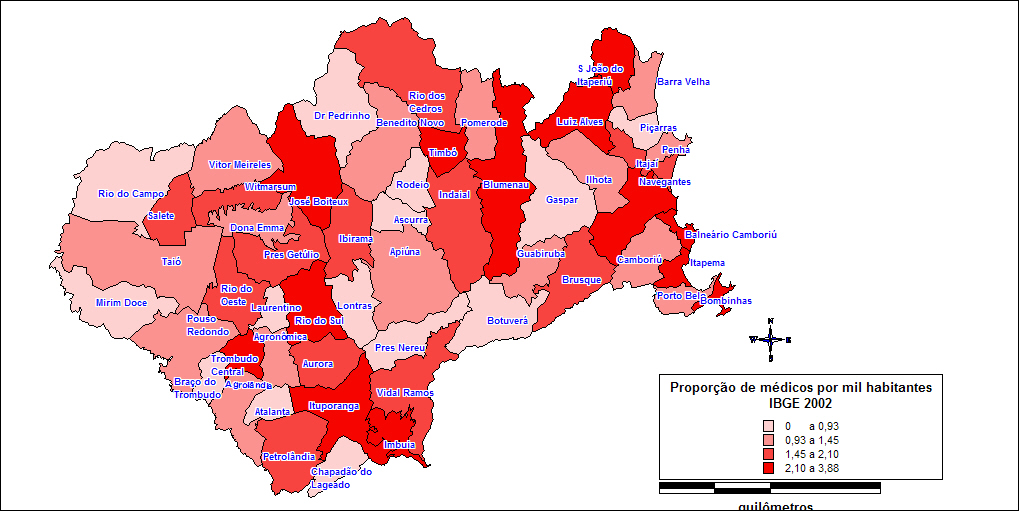 S João do
Itaperiú
Barra Velha
Rio dos
Cedros
Dr Pedrinho
Benedito Novo
Pomerode
Luiz Alves
Piçarras
Penha
Timbó
Vitor Meireles
Itajaí
Rio do Campo
Witmarsum
Rodeio
Blumenau
Indaial
Ilhota
Navegantes
José Boiteux
Gaspar
Salete
Ascurra
Dona Emma
Ibirama
Balneário Camboriú
Pres Getúlio
Apiúna
Guabiruba
Taió
Camboriú
Itapema
Brusque
Rio do
Oeste
Mirim Doce
Laurentino
Lontras
Porto Belo
Bombinhas
Pouso
Redondo
Rio do Sul
Botuverá
Agronômica
Pres Nereu
Trombudo
Central
Aurora
Braço do
Trombudo
Agrolândia
Vidal Ramos
Atalanta
Ituporanga
Imbuia
Petrolândia
Chapadão do
Lageado
N
W E
S
Proporção de médicos por mil habitantes
IBGE 2002
0 a 0,93
0,93 a 1,45
1,45 a 2,10
2,10 a 3,88
quilômetros